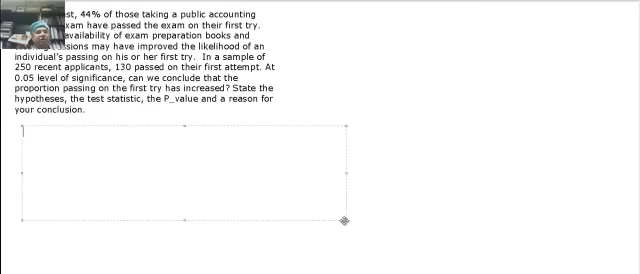 st, 44% of those taking a public accounting
xam have passed the exam on their first try.
availability of exam preparation books and
ssions may have improved the likelihood of an
individual's passing on his or her first try. In a sample of
250 recent applicants, 130 passed on their first attempt. At
0.05 level of significance, can we conclude that the
proportion passing on the first try has increased? State the
hypotheses, the test statistic, the P_value and a reason for
your conclusion.